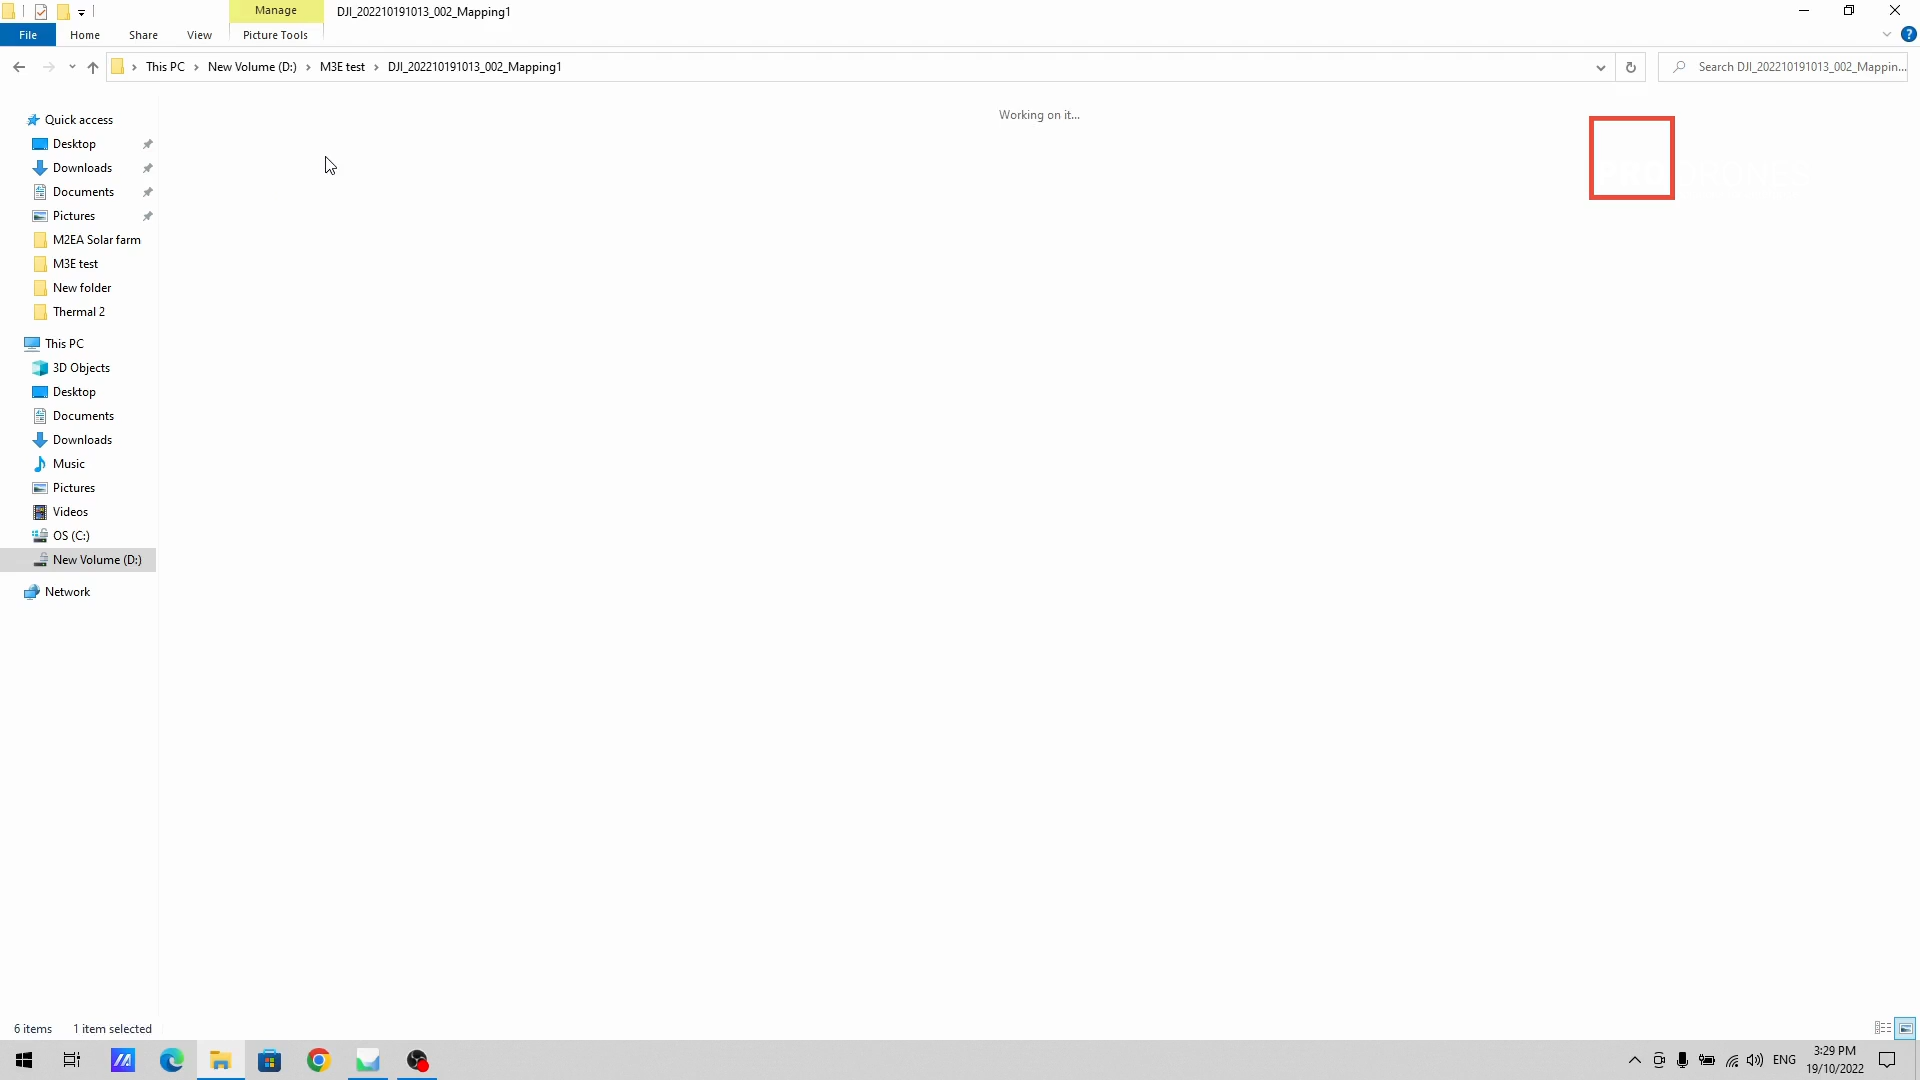 Manage
DJI_202210191013_002_Mapping1
File
Home
Share
View
Picture Tools
This PC
New Volume (D:)
M3E test
DJI_202210191013_002_Mapping1
Search DJI_202210191013_002_Mappin...
Working on it...
Quick access
Desktop
Downloads
Documents
Pictures
M2EA Solar farm
M3E test
New folder
Thermal 2
This PC
3D Objects
Desktop
Documents
Downloads
Music
Pictures
Videos
OS (C:)
New Volume (D:)
Network
6 items
1 item selected
ENG
3:29 PM
19/10/2022